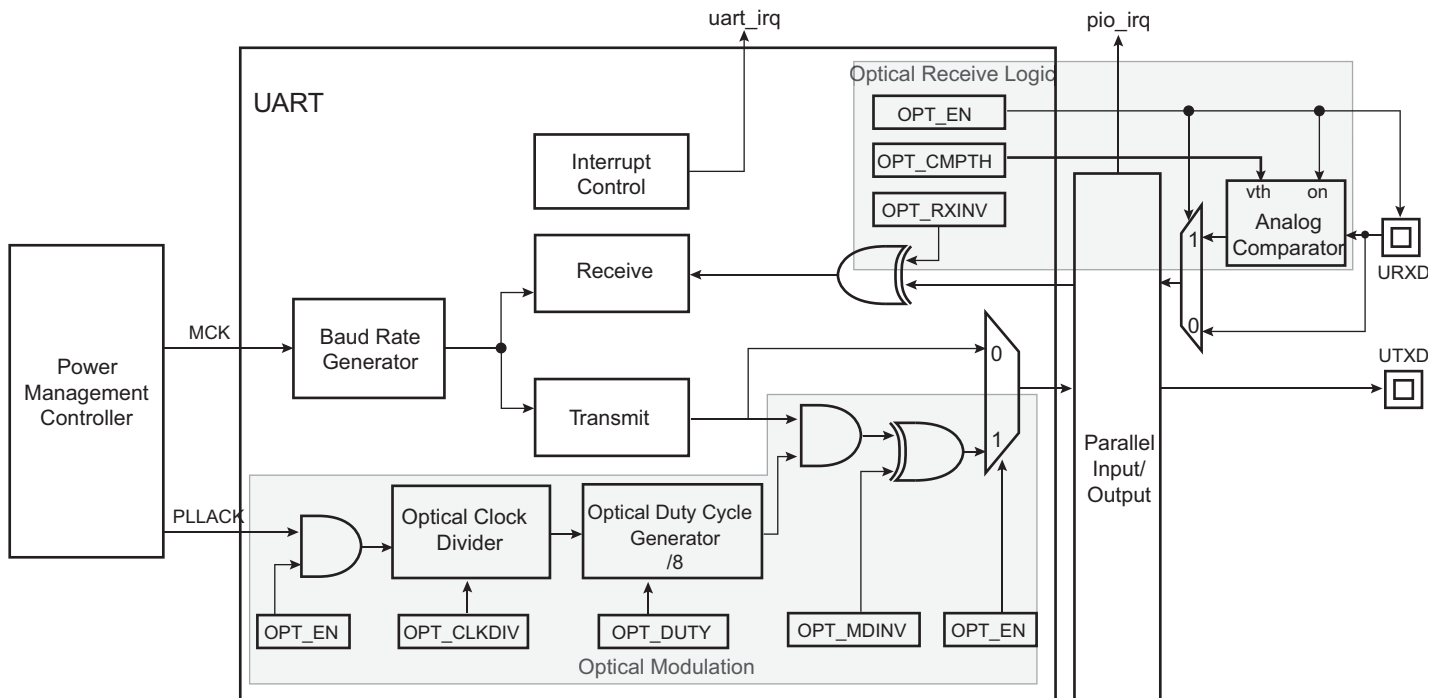 uart_irq
pio_irq
UART
Optical Receive Logic
OPT_EN
OPT_CMPTH
OPT_RXINV
Interrupt
Control
vth
on
Analog
Comparator
1
0
URXD
Receive
MCK
Baud Rate
Generator
Power
Management
Controller
Transmit
0
1
UTXD
Parallel
Input/
Output
PLLACK
Optical Clock
Divider
Optical Duty Cycle
Generator
/8
OPT_EN
OPT_CLKDIV
OPT_DUTY
OPT_MDINV
OPT_EN
Optical Modulation